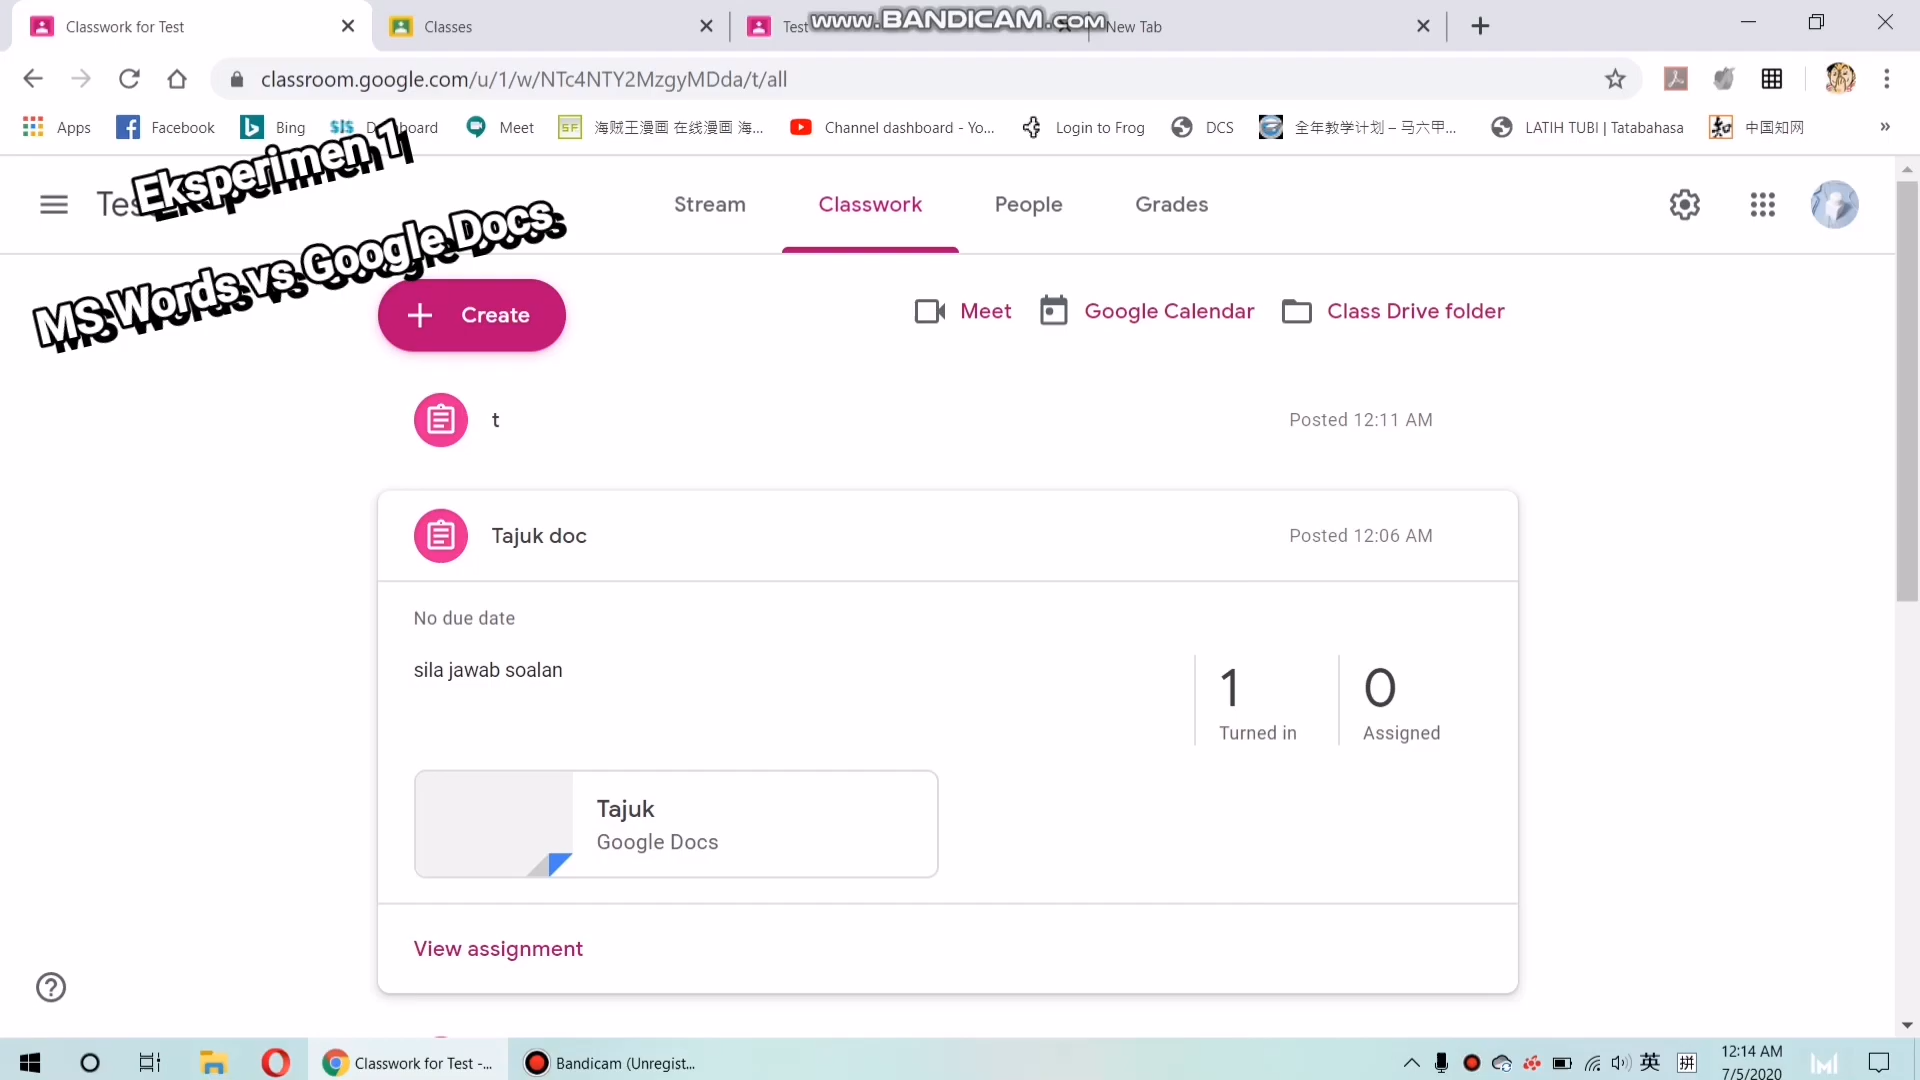 Classwork for Test
Classes
Test
New Tab
www.BANDICAM.com
classroom.google.com/u/1/w/NTc4NTY2MzgyMDda/t/all
Apps
Facebook
Bing
Meet
海贼王漫画 在线漫画 海...
Channel dashboard - Yo...
Login to Frog
DCS
全年教学计划 – 马六甲...
LATIH TUBI | Tatabahasa
中国知网
»
Eksperimen 1
MS Words vs Google Docs
Stream
Classwork
People
Grades
Create
Meet
Google Calendar
Class Drive folder
t
Posted 12:11 AM
Tajuk doc
Posted 12:06 AM
No due date
sila jawab soalan
1
Turned in
0
Assigned
Tajuk
Google Docs
View assignment
Classwork for Test -...
Bandicam (Unregist...
英
拼
12:14 AM
7/5/2020